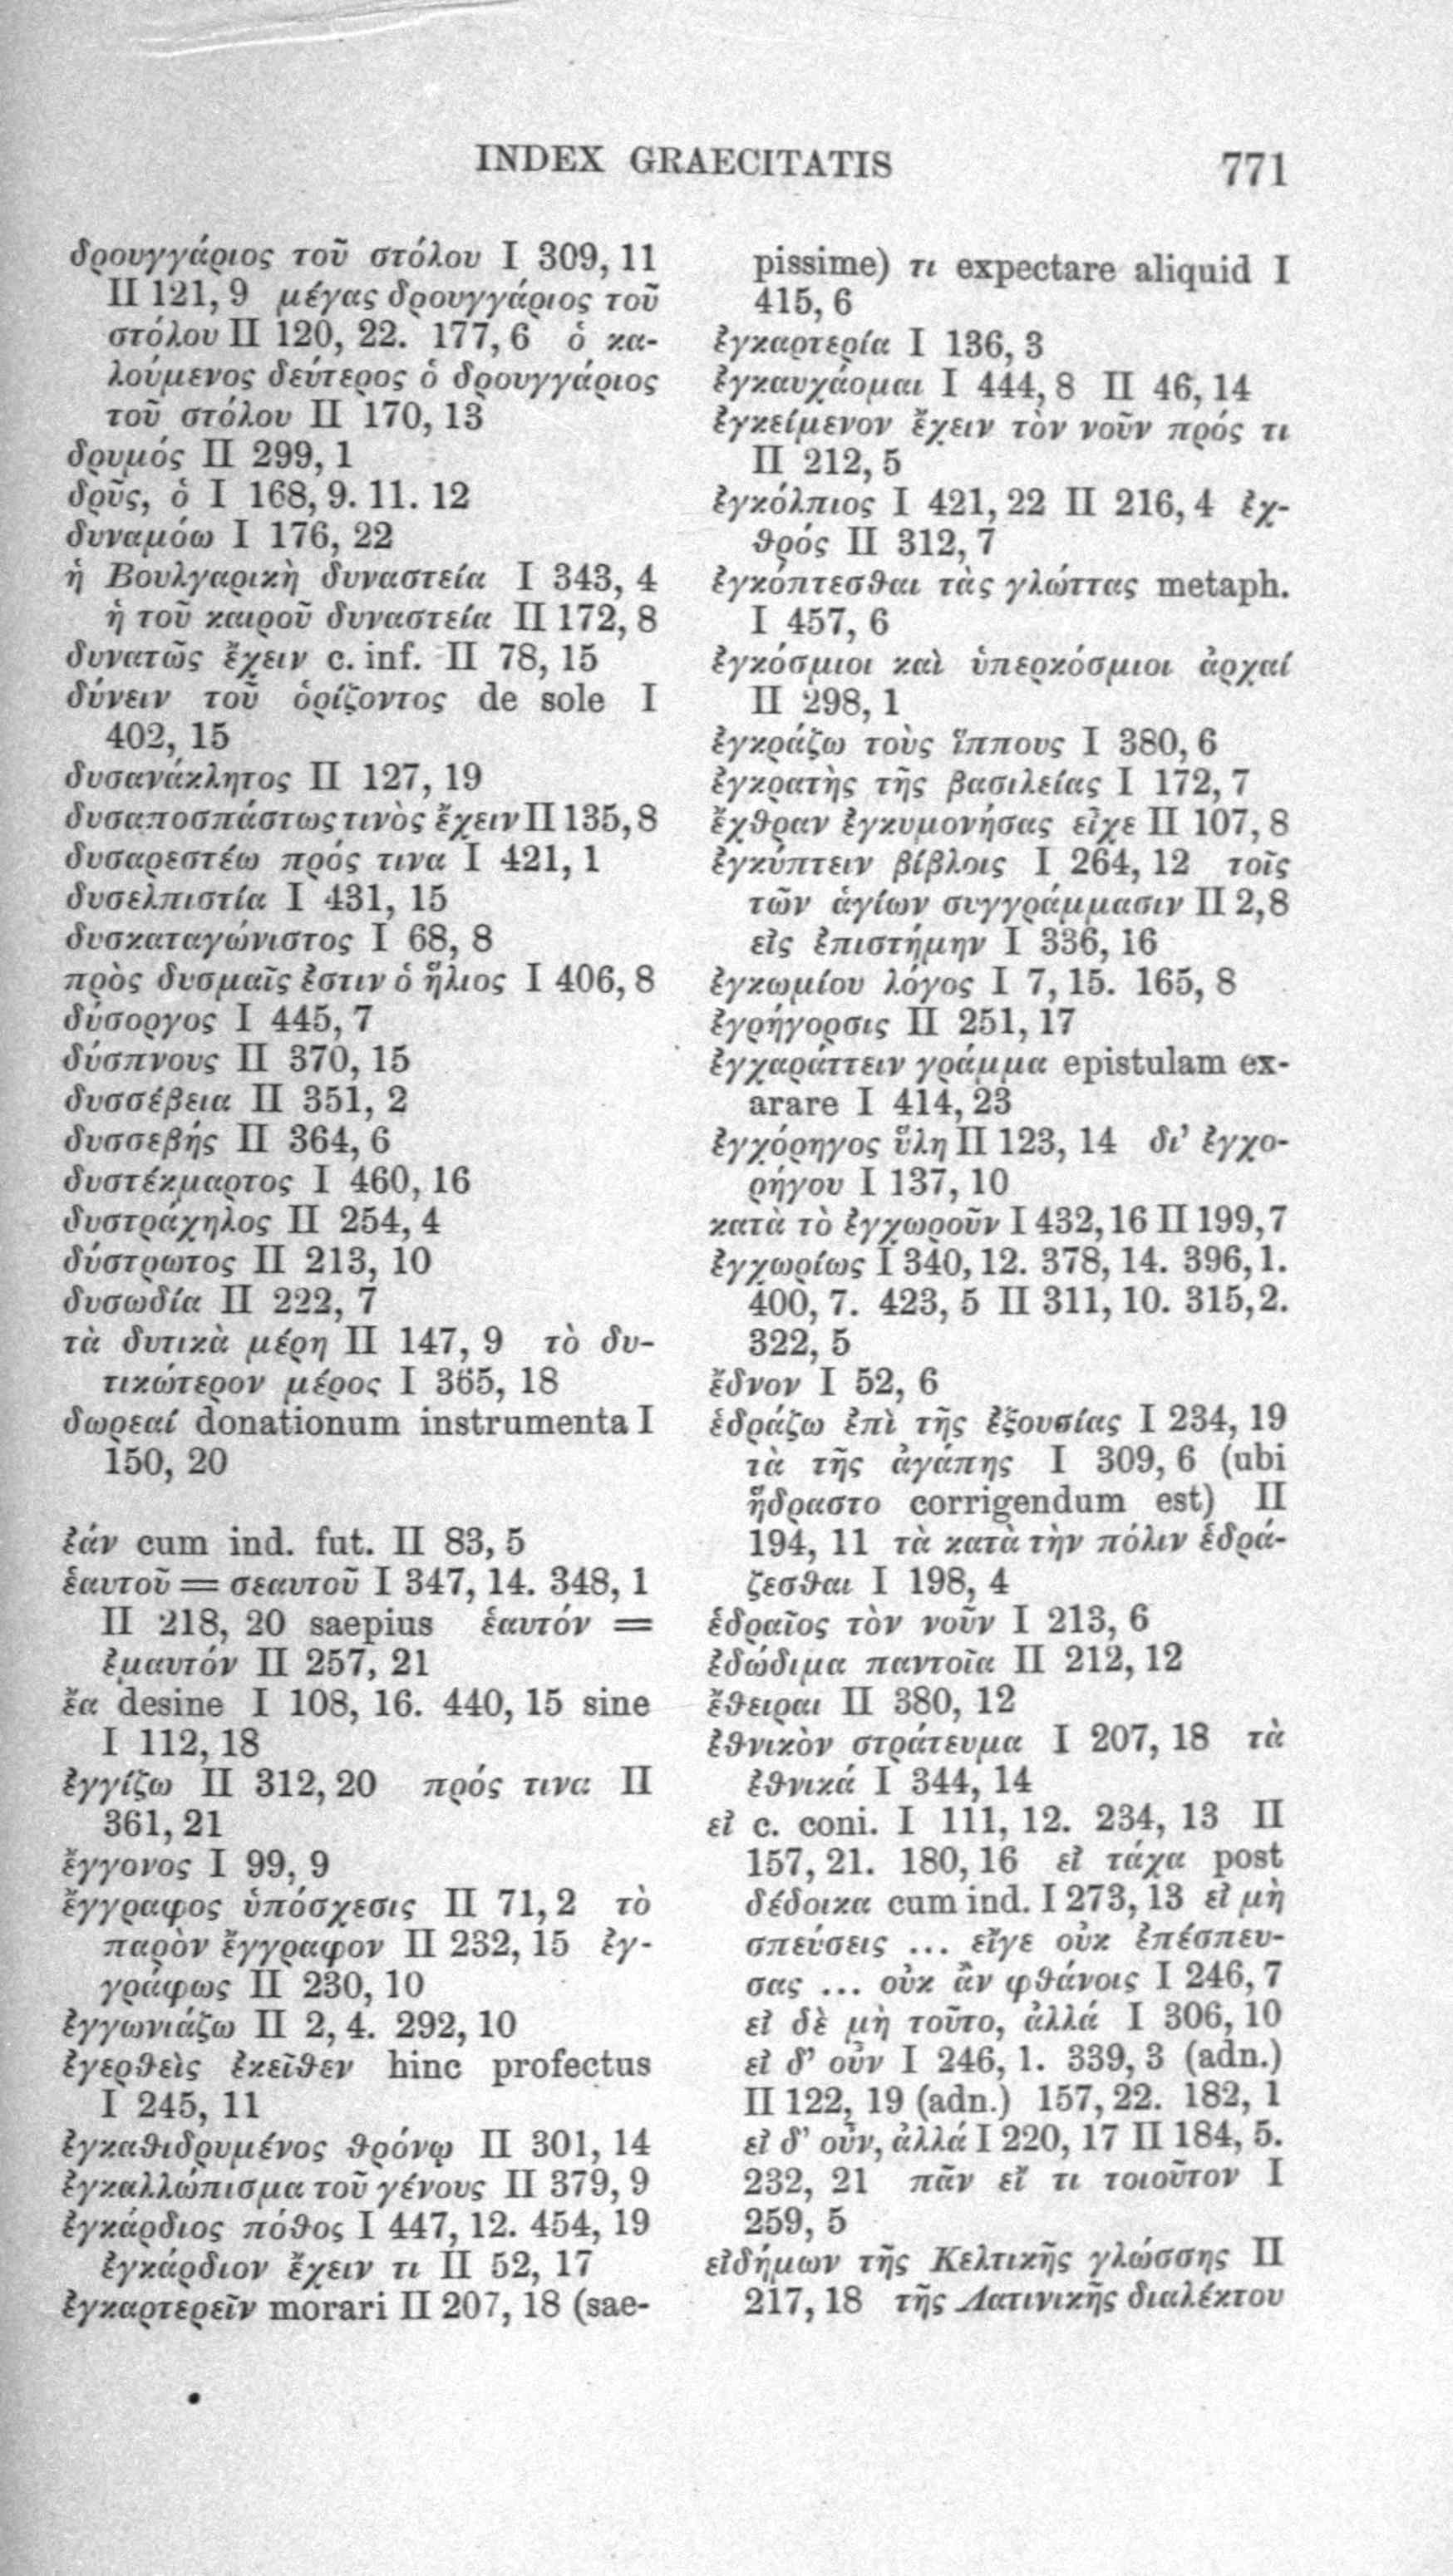 INDEX GRAECITATIS 771
δρουγγάριος τοῦ στόλου I 309, 11
II 121, 9 μέγας δρουγγάριος τοῦ
στόλου II 120, 22. 177, 6 ὁ κα-
λούμενος δεύτερος ὁ δρουγγάριος
τοῦ στόλου II 170, 13
δρυμός II 299, 1
δρῦς, ὁ I 168, 9. 11. 12
δυναμόω I 176, 22
ἡ Βουλγαρικὴ δυναστεία I 343, 4
ἡ τοῦ καιροῦ δυναστεία II 172, 8
δυνατῶς ἔχειν c. inf. II 78, 15
δύνειν τοῦ ὁρίζοντος de sole I
402, 15
δυσανάκλητος II 127, 19
δυσαποσπάστως τινὸς ἔχειν II 135, 8
δυσαρεστέω πρός τινα I 421, 1
δυσελπιστία I 431, 15
δυσκαταγώνιστος I 68, 8
πρὸς δυσμαῖς ἐστιν ὁ ἥλιος I 406, 8
δύσοργος I 445, 7
δύσπνους II 370, 15
δυσσέβεια II 351, 2
δυσσεβής II 364, 6
δυστέκμαρτος I 460, 16
δυστράχηλος II 254, 4
δύστρωτος II 213, 10
δυσωδία II 222, 7
τὰ δυτικὰ μέρη II 147, 9 τὸ δυ-
τικώτερον μέρος I 365, 18
δωρεαί donationum instrumenta I
150, 20
ἐάν cum ind. fut. II 83, 5
ἑαυτοῦ = σεαυτοῦ I 347, 14. 348, 1
II 218, 20 saepius ἑαυτόν =
ἐμαυτόν II 257, 21
ἔα desine I 108, 16. 440, 15 sine
I 112, 18
ἐγγίζω II 312, 20 πρός τινα II
361, 21
ἔγγονος I 99, 9
ἔγγραφος ὑπόσχεσις II 71, 2 τὸ
παρὸν ἔγγραφον II 232, 15 ἐγ-
γράφως II 230, 10
ἐγγωνιάζω II 2, 4. 292, 10
ἐγερθεὶς ἐκεῖθεν hinc profectus
I 245, 11
ἐγκαθιδρυμένος θρόνῳ II 301, 14
ἐγκαλλώπισμα τοῦ γένους II 379, 9
ἐγκάρδιος πόθος I 447, 12. 454, 19
ἐγκάρδιον ἔχειν τι II 52, 17
ἐγκαρτερεῖν morari II 207, 18 (sae-
pissime) τι expectare aliquid I
415, 6
ἐγκαρτερία I 136, 3
ἐγκαυχάομαι I 444, 8 II 46, 14
ἐγκείμενον ἔχειν τὸν νοῦν πρός τι
II 212, 5
ἐγκόλπιος I 421, 22 II 216, 4 ἐχ-
θρός II 312, 7
ἐγκόπτεσθαι τὰς γλώττας metaph.
I 457, 6
ἐγκόσμιοι καὶ ὑπερκόσμιοι ἀρχαί
II 298, 1
ἐγκράζω τοὺς ἵππους I 380, 6
ἐγκρατὴς τῆς βασιλείας I 172, 7
ἔχθραν ἐγκυμονήσας εἶχε II 107, 8
ἐγκύπτειν βίβλοις I 264, 12 τοῖς
τῶν ἁγίων συγγράμμασιν II 2, 8
εἰς ἐπιστήμην I 336, 16
ἐγκωμίου λόγος I 7, 15. 165, 8
ἐγρήγορσις II 251, 17
ἐγχαράττειν γράμμα epistulam ex-
arare I 414, 23
ἐγχόρηγος ὕλη II 123, 14 δι’ ἐγχο-
ρήγου I 137, 10
κατὰ τὸ ἐγχωροῦν I 432, 16 II 199, 7
ἐγχωρίως I 340, 12. 378, 14. 396, 1.
400, 7. 423, 5 II 311, 10. 315, 2.
322, 5
ἕδνον I 52, 6
ἑδράζω ἐπὶ τῆς ἐξουσίας I 234, 19
τὰ τῆς ἀγάπης I 309, 6 (ubi
ἥδραστο corrigendum est) II
194, 11 τὰ κατὰ τὴν πόλιν ἑδρά-
ζεσθαι I 198, 4
ἑδραῖος τὸν νοῦν I 213, 6
ἐδώδιμα παντοῖα II 212, 12
ἔθειραι II 380, 12
ἐθνικὸν στράτευμα I 207, 18 τὰ
ἐθνικά I 344, 14
εἰ c. coni. I 111, 12. 234, 13 II
157, 21. 180, 16 εἰ τάχα post
δέδοικα cum ind. I 273, 13 εἰ μὴ
σπεύσεις ... εἴγε οὐκ ἐπέσπευ-
σας ... οὐκ ἂν φθάνοις I 246, 7
εἰ δὲ μὴ τοῦτο, ἀλλά I 306, 10
εἰ δ’ οὖν I 246, 1. 339, 3 (adn.)
II 122, 19 (adn.) 157, 22. 182, 1
εἰ δ’ οὖν, ἀλλά I 220, 17 II 184, 5.
232, 21 πᾶν εἴ τι τοιοῦτον I
259, 5
εἰδήμων τῆς Κελτικῆς γλώσσης II
217, 18 τῆς Λατινικῆς διαλέκτου